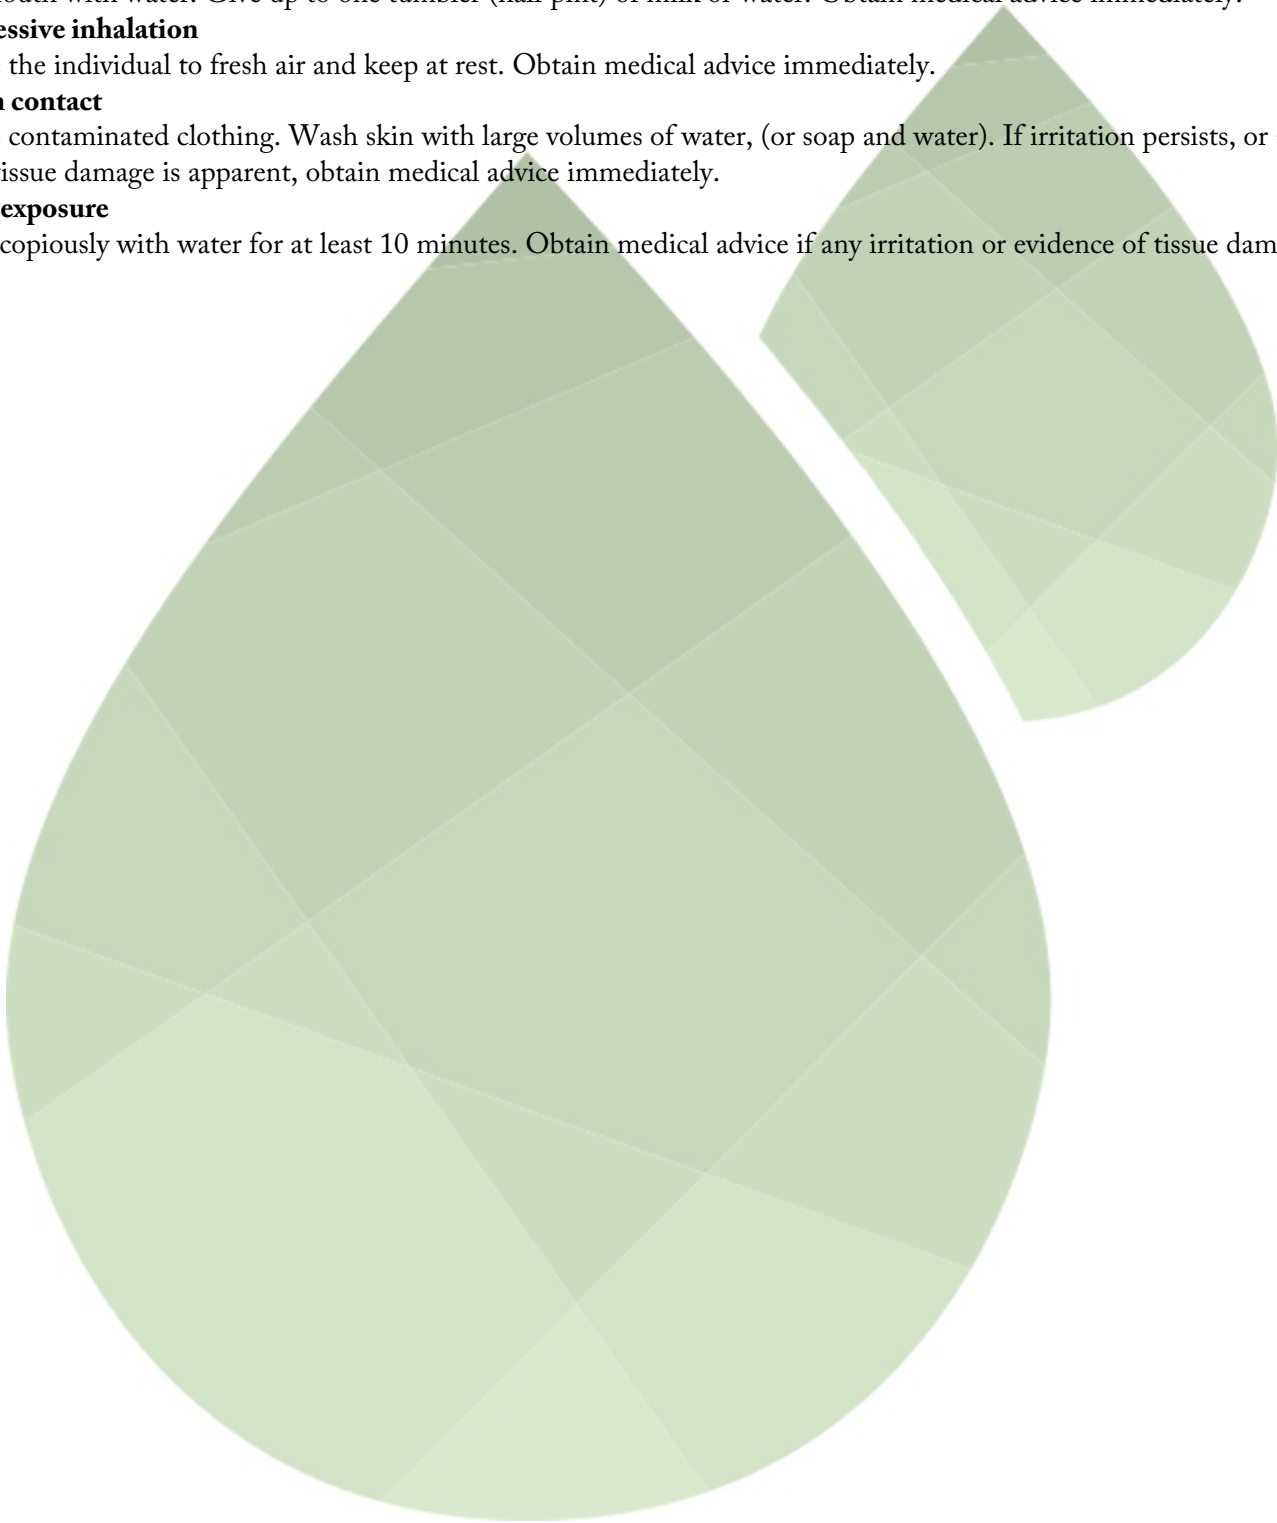 with water. Give up to one tumbler (half pint) of milk or water. Obtain medical advice immediately.
inhalation
the individual to fresh air and keep at rest. Obtain medical advice immediately.
contact
contaminated clothing. Wash skin with large volumes of water, (or soap and water). If irritation persists, or
tissue damage is apparent, obtain medical advice immediately.
exposure
copiously with water for at least 10 minutes. Obtain medical advice if any irritation or evidence of tissue